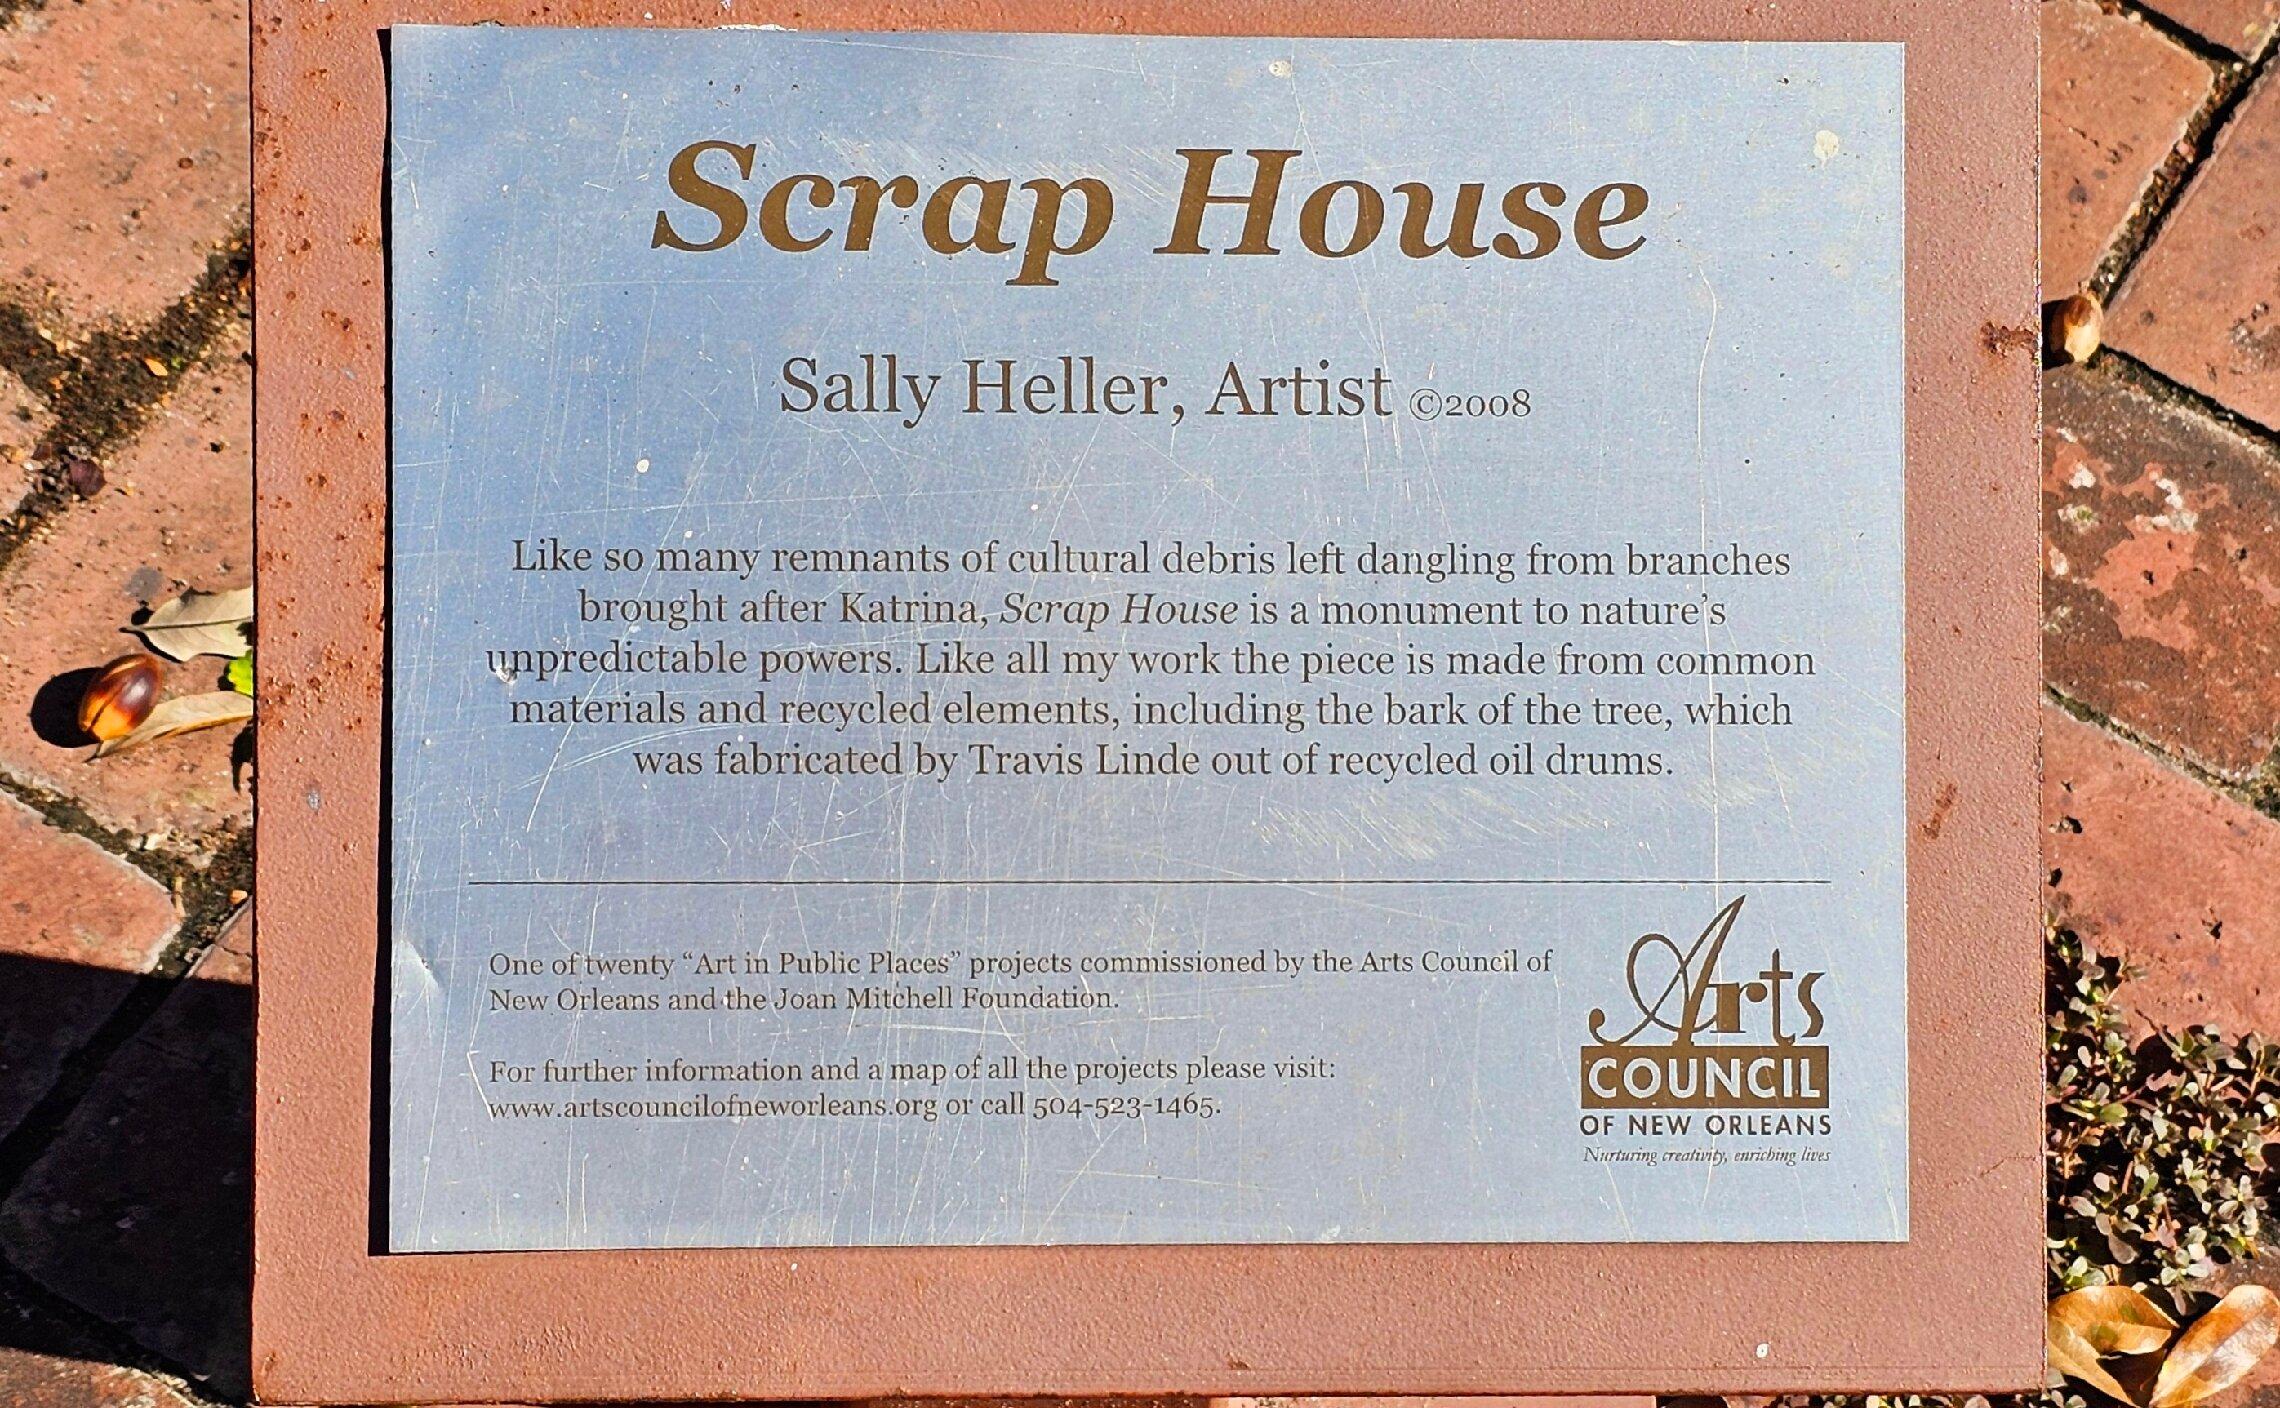 Scrap House
Sally Heller, Artist ©2008
Like so many remnants of cultural debris left dangling from branches
brought after Katrina, Scrap House is a monument to nature's
unpredictable powers. Like all my work the piece is made from common
materials and recycled elements, including the bark of the tree, which
was fabricated by Travis Linde out of recycled oil drums.
One of twenty “Art in Public Places” projects commissioned by the Arts Council of
New Orleans and the Joan Mitchell Foundation.
For further information and a map of all the projects please visit:
www.artscouncilofneworleans.org or call 504-523-1465.
Arts
COUNCIL
OF NEW ORLEANS
Nurturing creativity, enriching lives